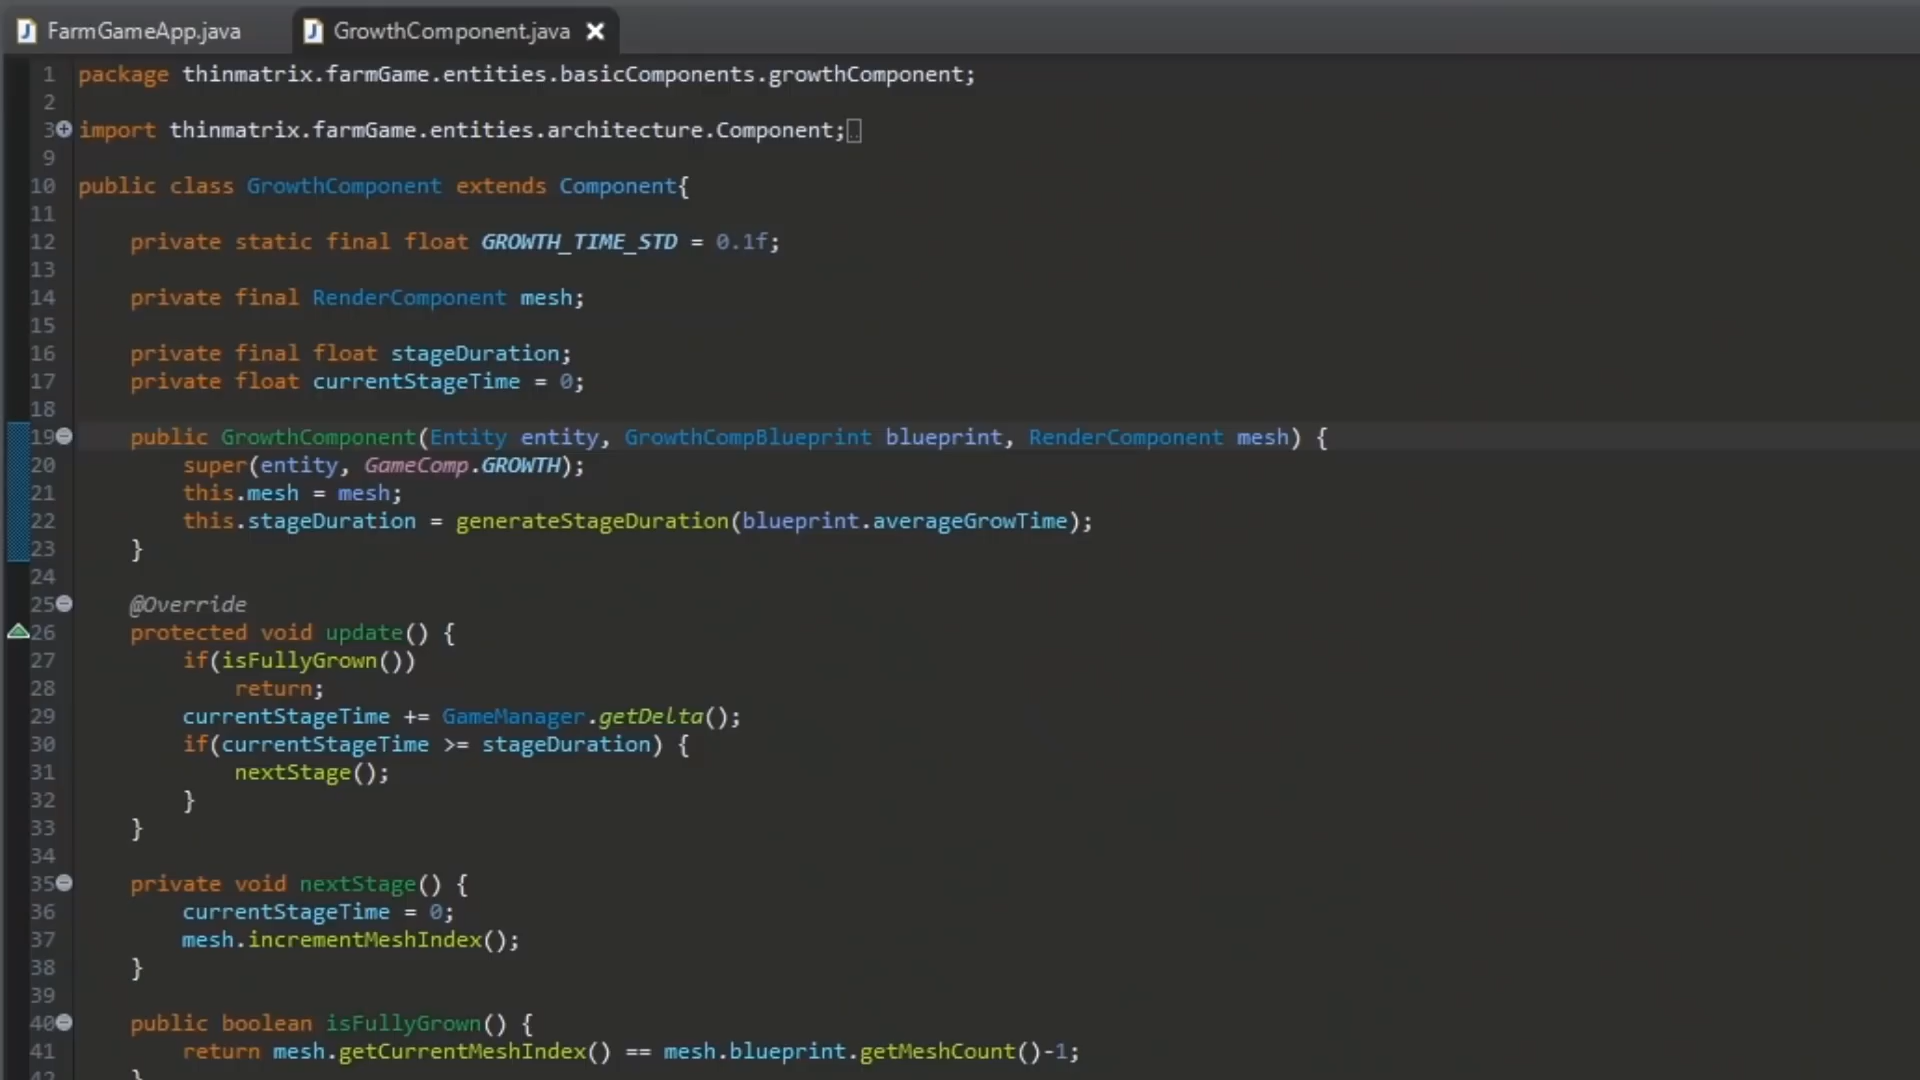 FarmGameApp.java GrowthComponent.java
1 package thinmatrix.farmGame.entities.basicComponents.growthComponent;
2
3 import thinmatrix.farmGame.entities.architecture.Component;
9
10 public class GrowthComponent extends Component{
11
12 private static final float GROWTH_TIME_STD = 0.1f;
13
14 private final RenderComponent mesh;
15
16 private final float stageDuration;
17 private float currentStageTime = 0;
18
19 public GrowthComponent(Entity entity, GrowthCompBlueprint blueprint, RenderComponent mesh) {
20 super(entity, GameComp.GROWTH);
21 this.mesh = mesh;
22 this.stageDuration = generateStageDuration(blueprint.averageGrowTime);
23 }
24
25 @Override
26 protected void update() {
27 if(isFullyGrown())
28 return;
29 currentStageTime += GameManager.getDelta();
30 if(currentStageTime >= stageDuration) {
31 nextStage();
32 }
33 }
34
35 private void nextStage() {
36 currentStageTime = 0;
37 mesh.incrementMeshIndex();
38 }
39
40 public boolean isFullyGrown() {
41 return mesh.getCurrentMeshIndex() == mesh.blueprint.getMeshCount()-1;
42 }